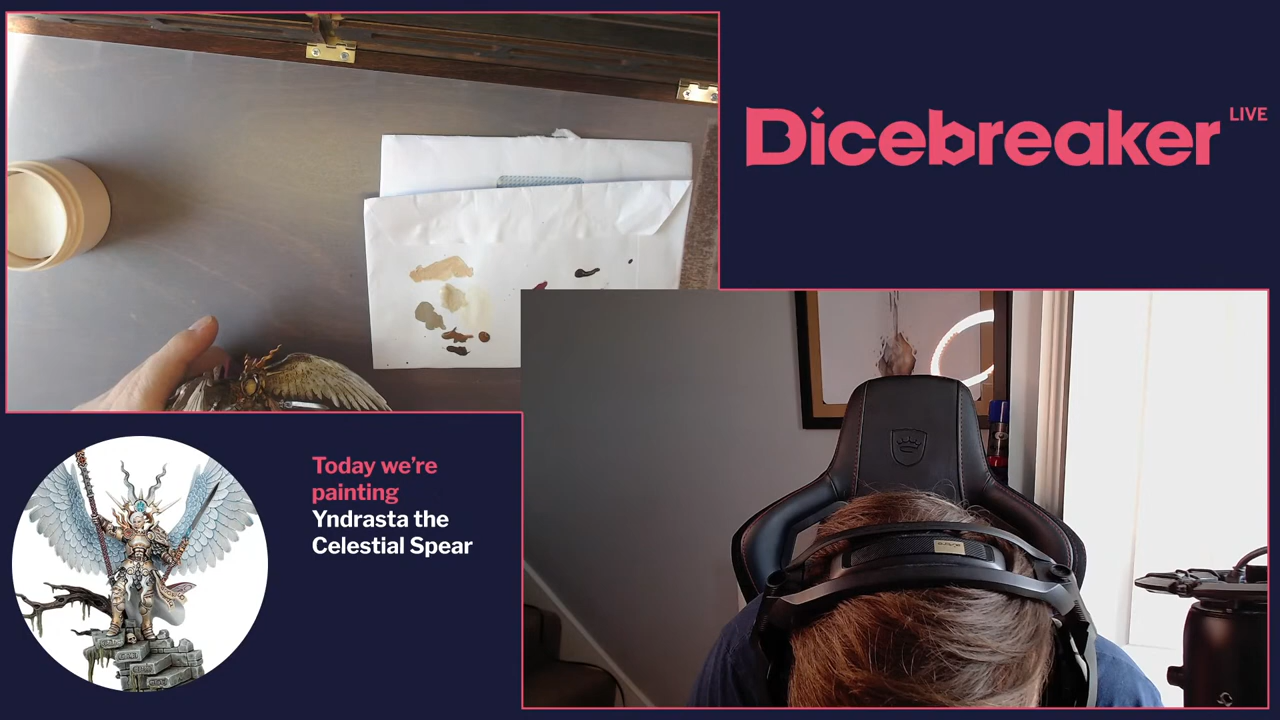 Dicebreaker LIVE
Today we're
painting
Yndrasta the
Celestial Spear